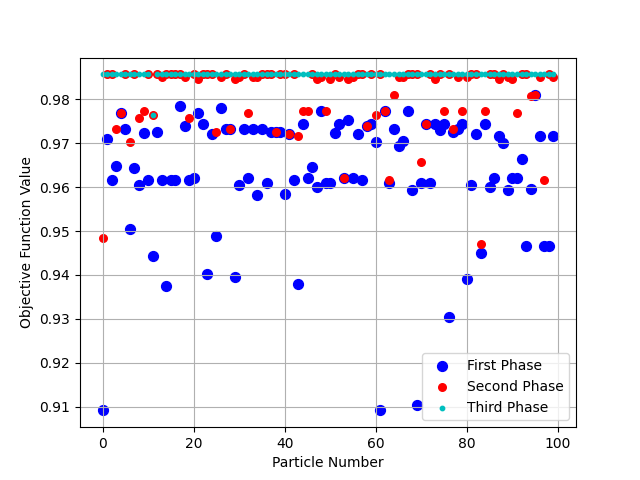 0.98
0.97
0.96
0.95
0.94
0.93
0.92
0.91
Objective Function Value
0
20
40
60
80
100
Particle Number
First Phase
Second Phase
Third Phase